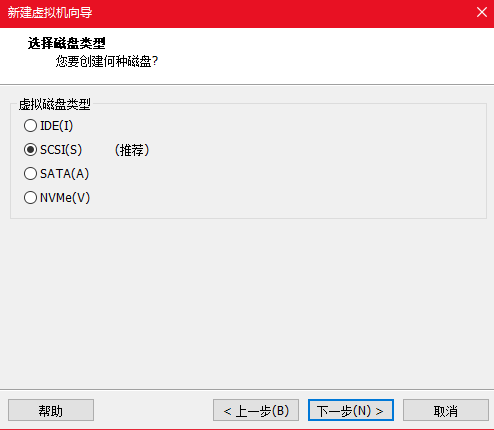 新建虚拟机向导
选择磁盘类型
您要创建何种磁盘?
虚拟磁盘类型
IDE(I)
SCSI(S) （推荐）
SATA(A)
NVMe(V)
帮助 < 上一步(B) 下一步(N) > 取消